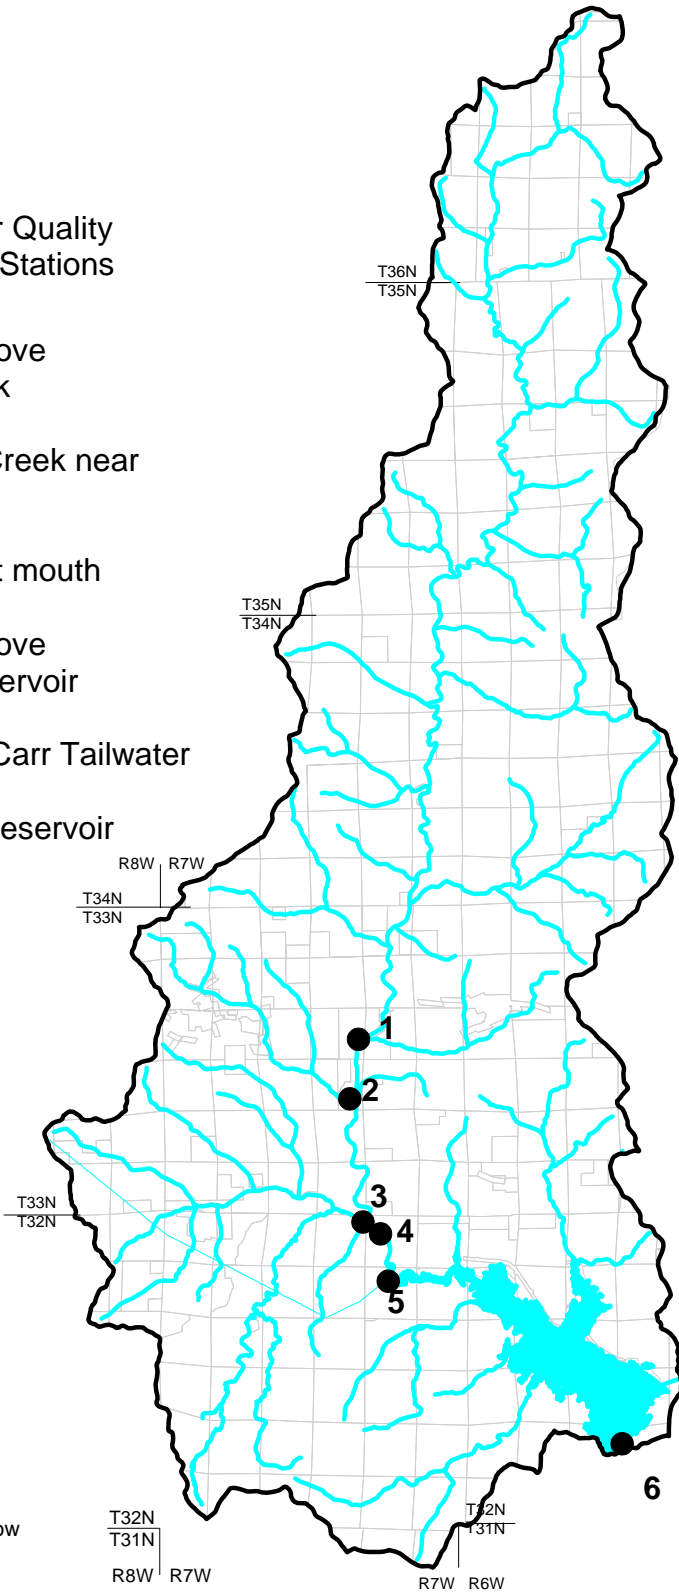 r Quality
Stations
T36N
T35N
ove
k
Creek near
t mouth
T35N
T34N
ove
ervoir
Carr Tailwater
eservoir
R8W R7W
T34N
T33N
1
2
T33N
T32N
3
4
5
6
ow
T32N
T31N
R8W R7W
T32N
T31N
R7W R6W